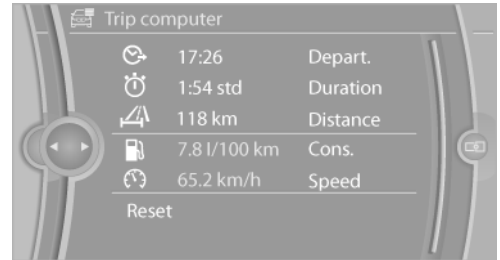 Trip computer
17:26 Depart.
1:54 std Duration
118 km Distance
7.8 l/100 km Cons.
65.2 km/h Speed
Reset